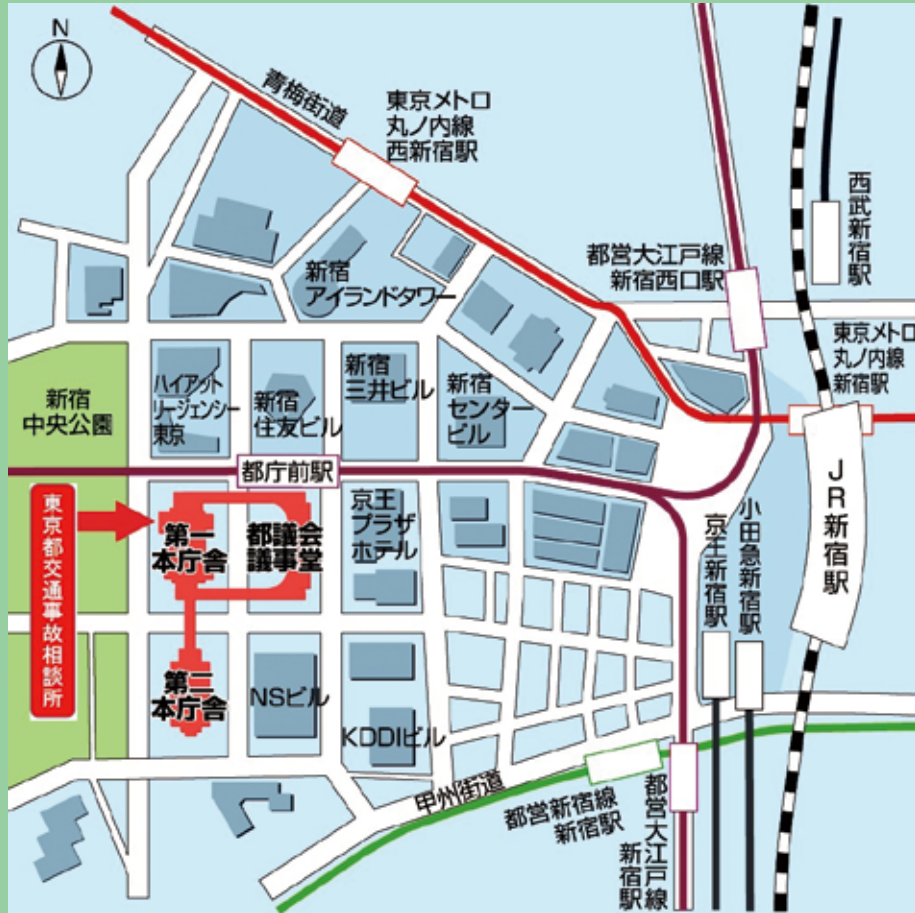 N
青梅街道
東京メトロ
丸ノ内線
西新宿駅
西武新宿駅
都営大江戸線
新宿西口駅
新宿
アイランドタワー
東京メトロ
丸ノ内線
新宿駅
新宿
中央公園
ハイアット
リージェンシー
東京
新宿
住友ビル
新宿
三井ビル
新宿
センター
ビル
都庁前駅
JR新宿駅
東京都交通事故相談所
第一
本庁舎
都議会
議事堂
京王
プラザ
ホテル
小田急新宿駅
京王新宿駅
第二
本庁舎
NSビル
KDDIビル
甲州街道
都営新宿線
新宿駅
都営大江戸線
新宿駅